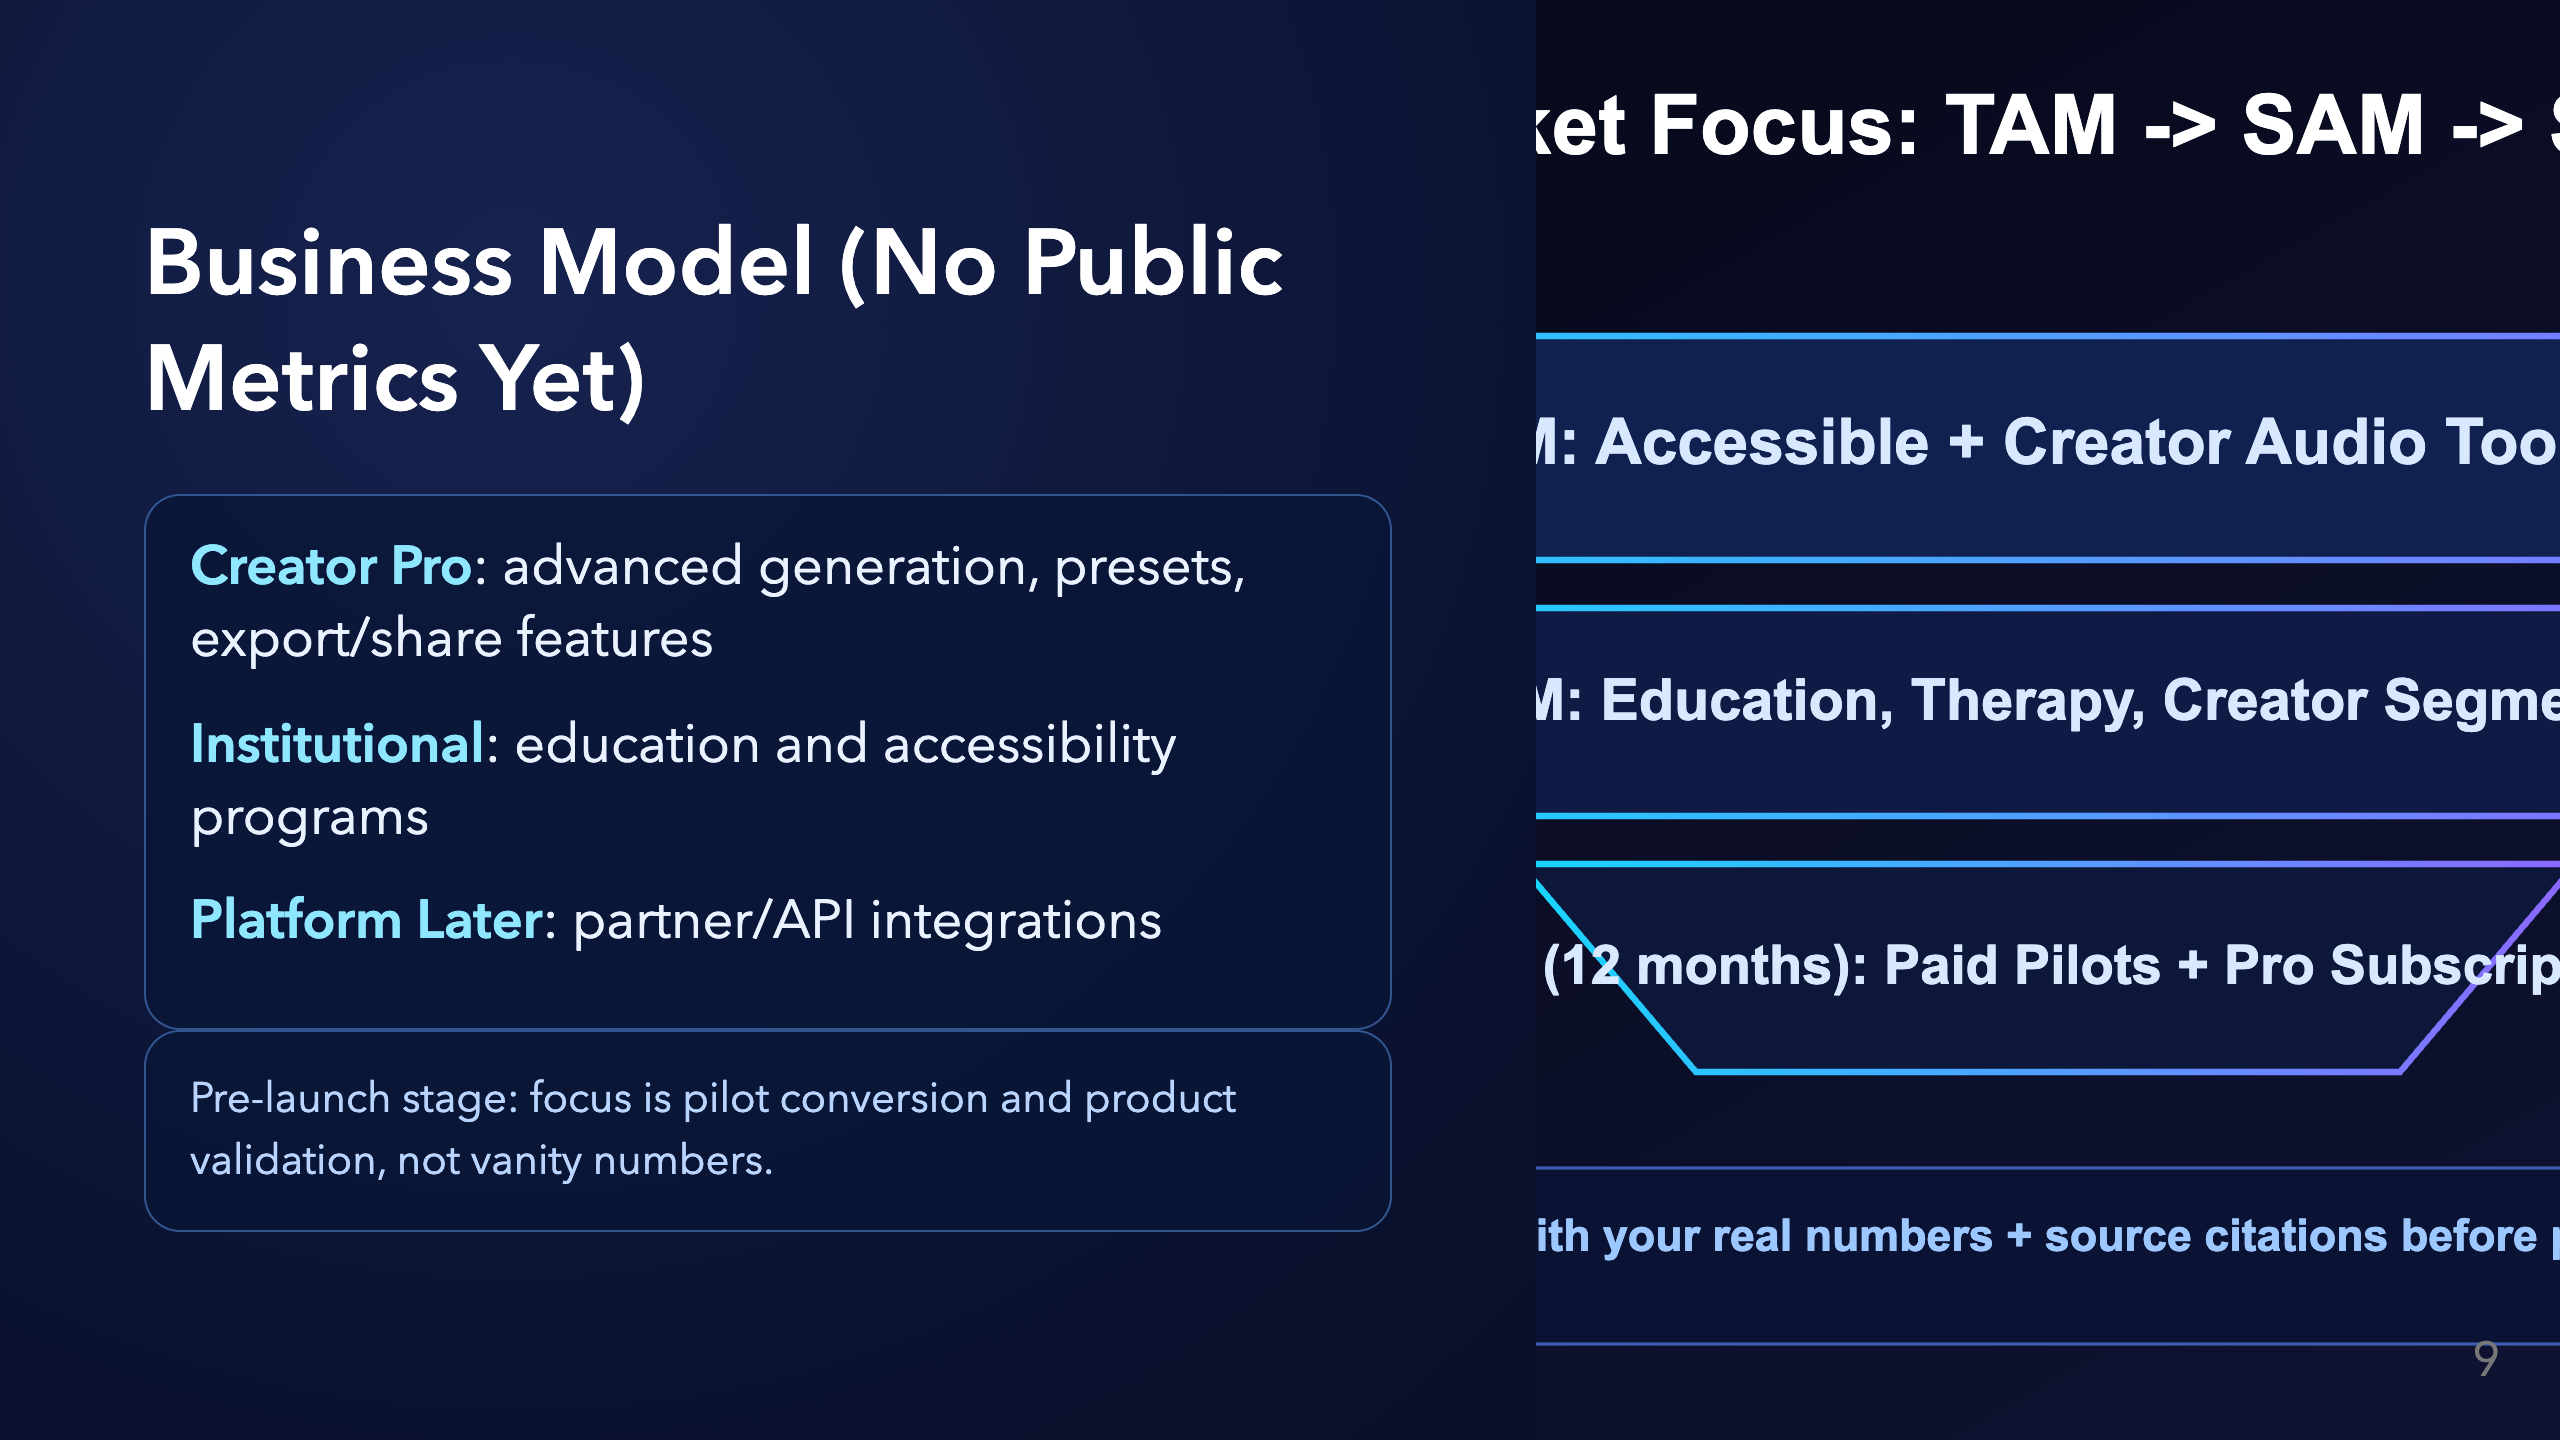 Business Model (No Public
Metrics Yet)
Creator Pro: advanced generation, presets,
export/share features
Institutional: education and accessibility
programs
Platform Later: partner/API integrations
Pre-launch stage: focus is pilot conversion and product
validation, not vanity numbers.
ket Focus: TAM -> SAM -> S
M: Accessible + Creator Audio Too
M: Education, Therapy, Creator Segme
(12 months): Paid Pilots + Pro Subscrip
ith your real numbers + source citations before p
9